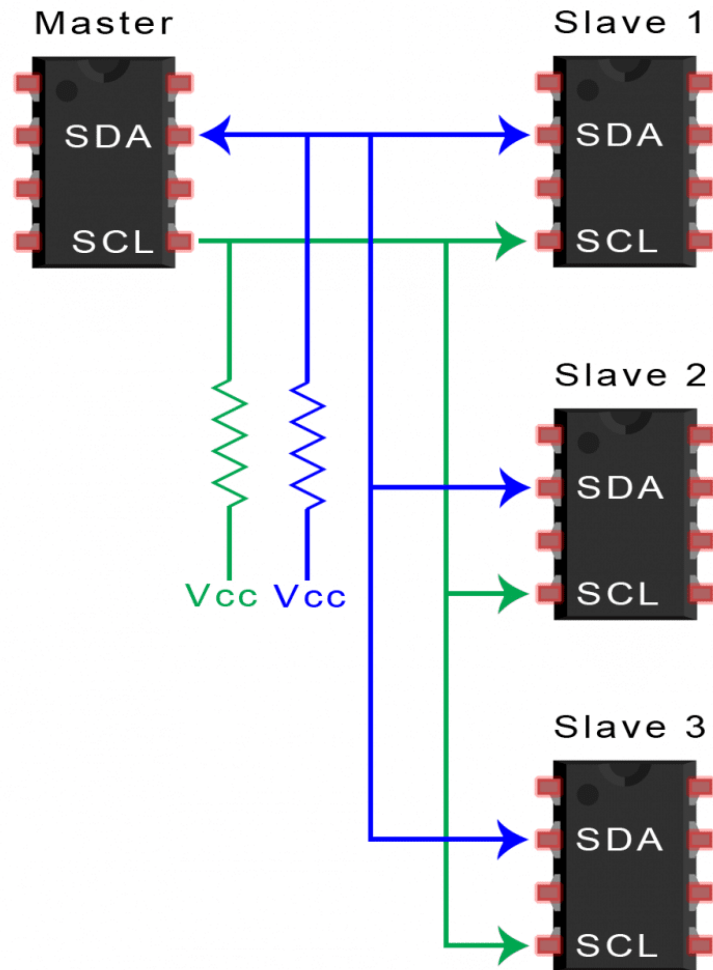 Master
Slave 1
SDA
SDA
SCL
SCL
Slave 2
SDA
Vcc
Vcc
SCL
Slave 3
SDA
SCL